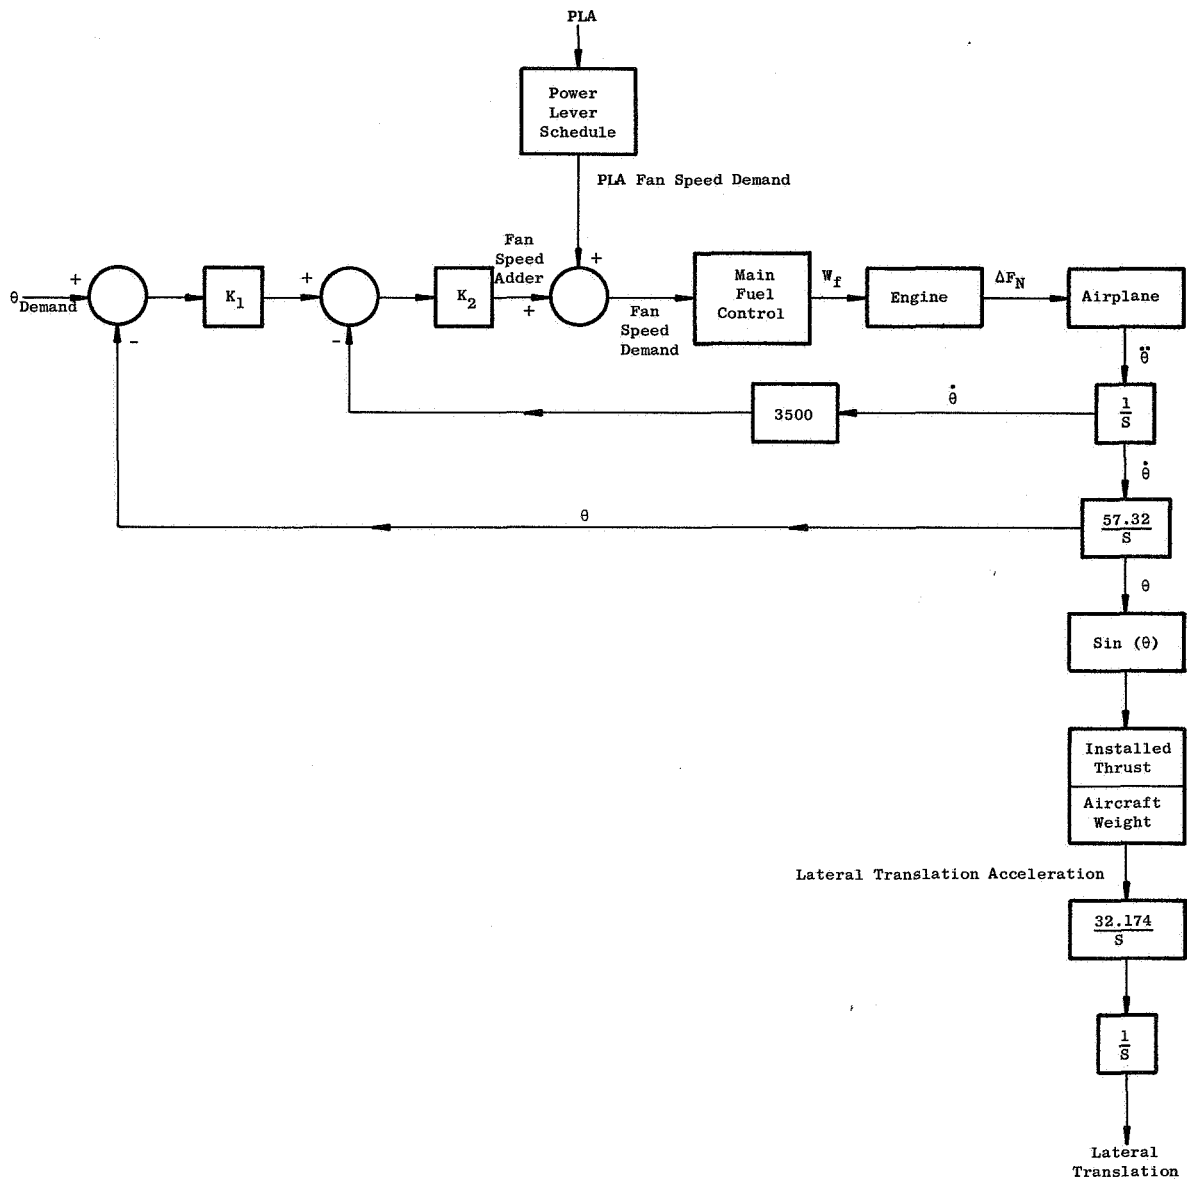 PLA
Power
Lever
Schedule
PLA Fan Speed Demand
+
θ
Demand
-
K1
+
-
K2
Fan
Speed
Adder
+
+
Fan
Speed
Demand
Main
Fuel
Control
Wf
Engine
ΔFN
Airplane
θ̈
1
S
θ̇
3500
θ̇
57.32
S
θ
θ
Sin (θ)
Installed
Thrust
Aircraft
Weight
Lateral Translation Acceleration
32.174
S
1
S
Lateral
Translation